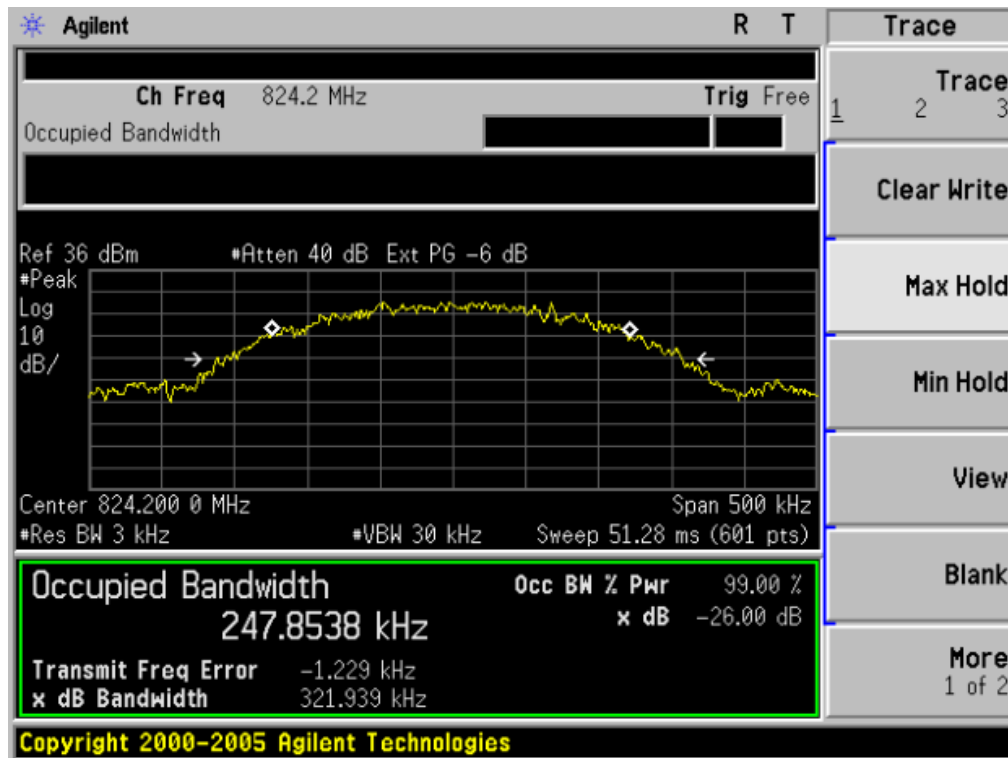 Agilent R T
Trace
Ch Freq 824.2 MHz Trig Free
Occupied Bandwidth
Trace
1 2 3
Clear Write
Max Hold
Min Hold
View
Blank
More
1 of 2
Ref 36 dBm #Atten 40 dB Ext PG -6 dB
#Peak
Log
10
dB/
Center 824.200 0 MHz Span 500 kHz
#Res BW 3 kHz #VBW 30 kHz Sweep 51.28 ms (601 pts)
Occupied Bandwidth Occ BW % Pwr 99.00 %
247.8538 kHz x dB -26.00 dB
Transmit Freq Error -1.229 kHz
x dB Bandwidth 321.939 kHz
Copyright 2000-2005 Agilent Technologies